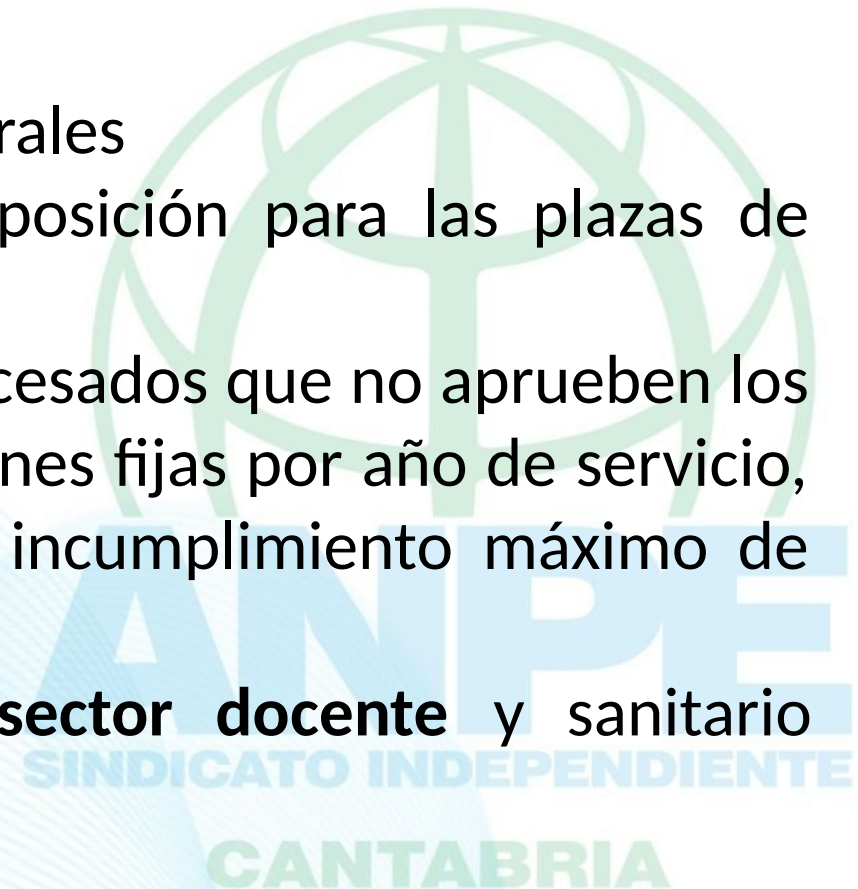 rales
posición para las plazas de
cesados que no aprueben los
nes fijas por año de servicio,
incumplimiento máximo de
sector docente y sanitario
ANPE
SINDICATO INDEPENDIENTE
CANTABRIA